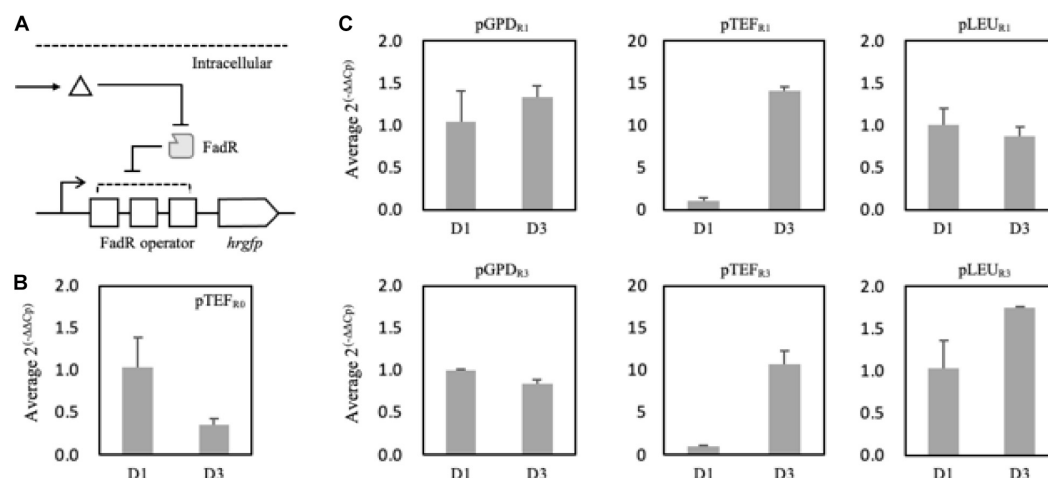 A
Intracellular
FadR
FadR operator
hrgfp
B
pTEFR0
Average 2(-ΔΔCp)
2.0
1.5
1.0
0.5
0.0
D1 D3
C
pGPDR1
Average 2(-ΔΔCp)
2.0
1.5
1.0
0.5
0.0
D1 D3
pTEFR1
20
15
10
5
0
D1 D3
pLEUR1
2.0
1.5
1.0
0.5
0.0
D1 D3
pGPDR3
Average 2(-ΔΔCp)
2.0
1.5
1.0
0.5
0.0
D1 D3
pTEFR3
20
15
10
5
0
D1 D3
pLEUR3
2.0
1.5
1.0
0.5
0.0
D1 D3